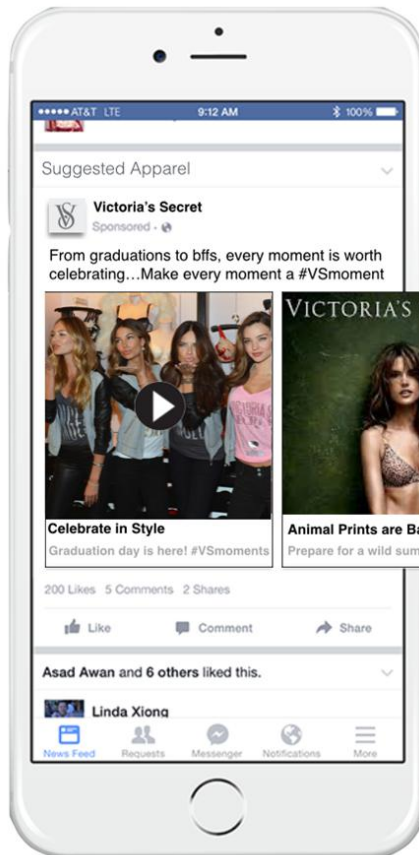 AT&T LTE 9:12 AM 100%
Suggested Apparel
VS
Victoria's Secret
Sponsored
From graduations to bffs, every moment is worth
celebrating…Make every moment a #VSmoment
VICTORIA'S
Celebrate in Style
Graduation day is here! #VSmoments
Animal Prints are Ba
Prepare for a wild sum
200 Likes 5 Comments 2 Shares
Like Comment Share
Asad Awan and 6 others liked this.
Linda Xiong
News Feed Requests Messenger Notifications More